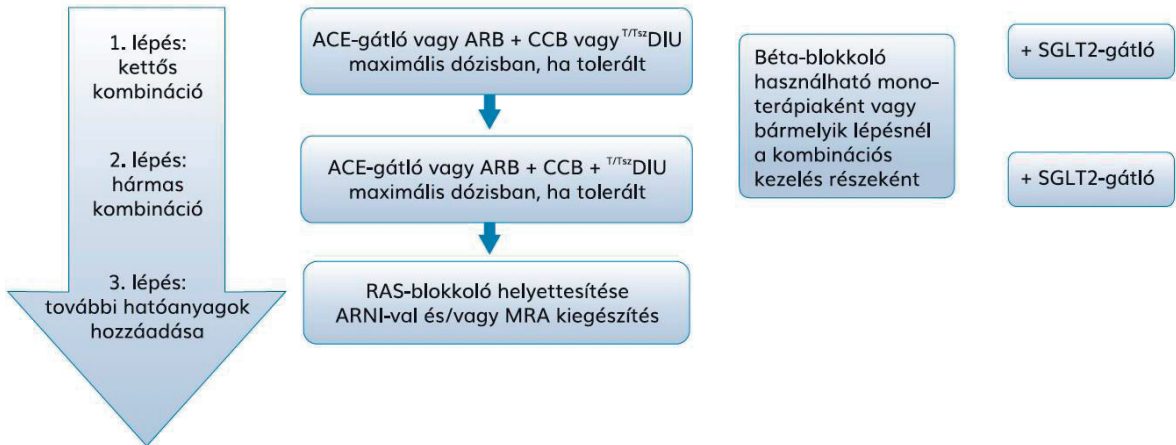 1. lépés:
kettős
kombináció
2. lépés:
hármas
kombináció
3. lépés:
további hatóanyagok
hozzáadása
ACE-gátló vagy ARB + CCB vagy T/TszDIU
maximális dózisban, ha tolerált
ACE-gátló vagy ARB + CCB + T/TszDIU
maximális dózisban, ha tolerált
RAS-blokkoló helyettesítése
ARNI-val és/vagy MRA kiegészítés
Béta-blokkoló
használható mono-
terápiaként vagy
bármelyik lépésnél
a kombinációs
kezelés részeként
+ SGLT2-gátló
+ SGLT2-gátló